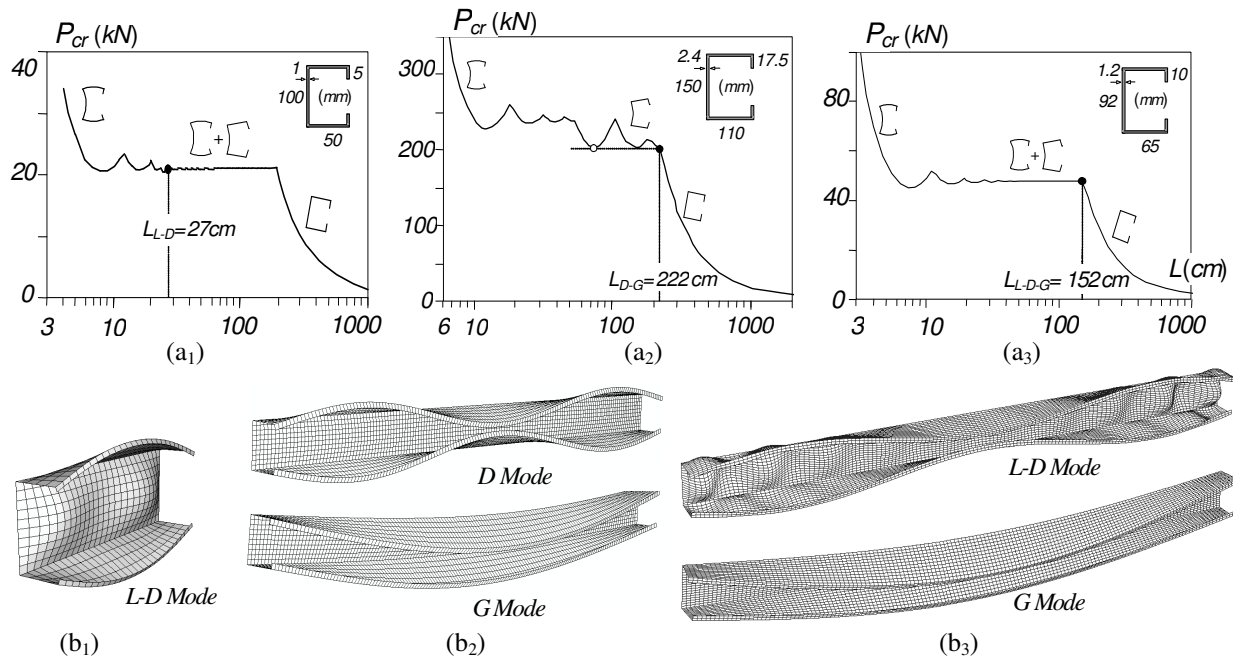 P_cr (kN)
40
20
0
3
10
100
1000
1
5
100
(mm)
50
+
L_L-D=27cm
(a₁)
P_cr (kN)
300
200
100
0
6
10
100
1000
2.4
17.5
150
(mm)
110
L_D-G=222 cm
(a₂)
P_cr (kN)
80
40
0
3
10
100
1000
1.2
10
92
(mm)
65
+
L_L-D-G= 152cm
L(cm)
(a₃)
L-D Mode
(b₁)
D Mode
G Mode
(b₂)
L-D Mode
G Mode
(b₃)